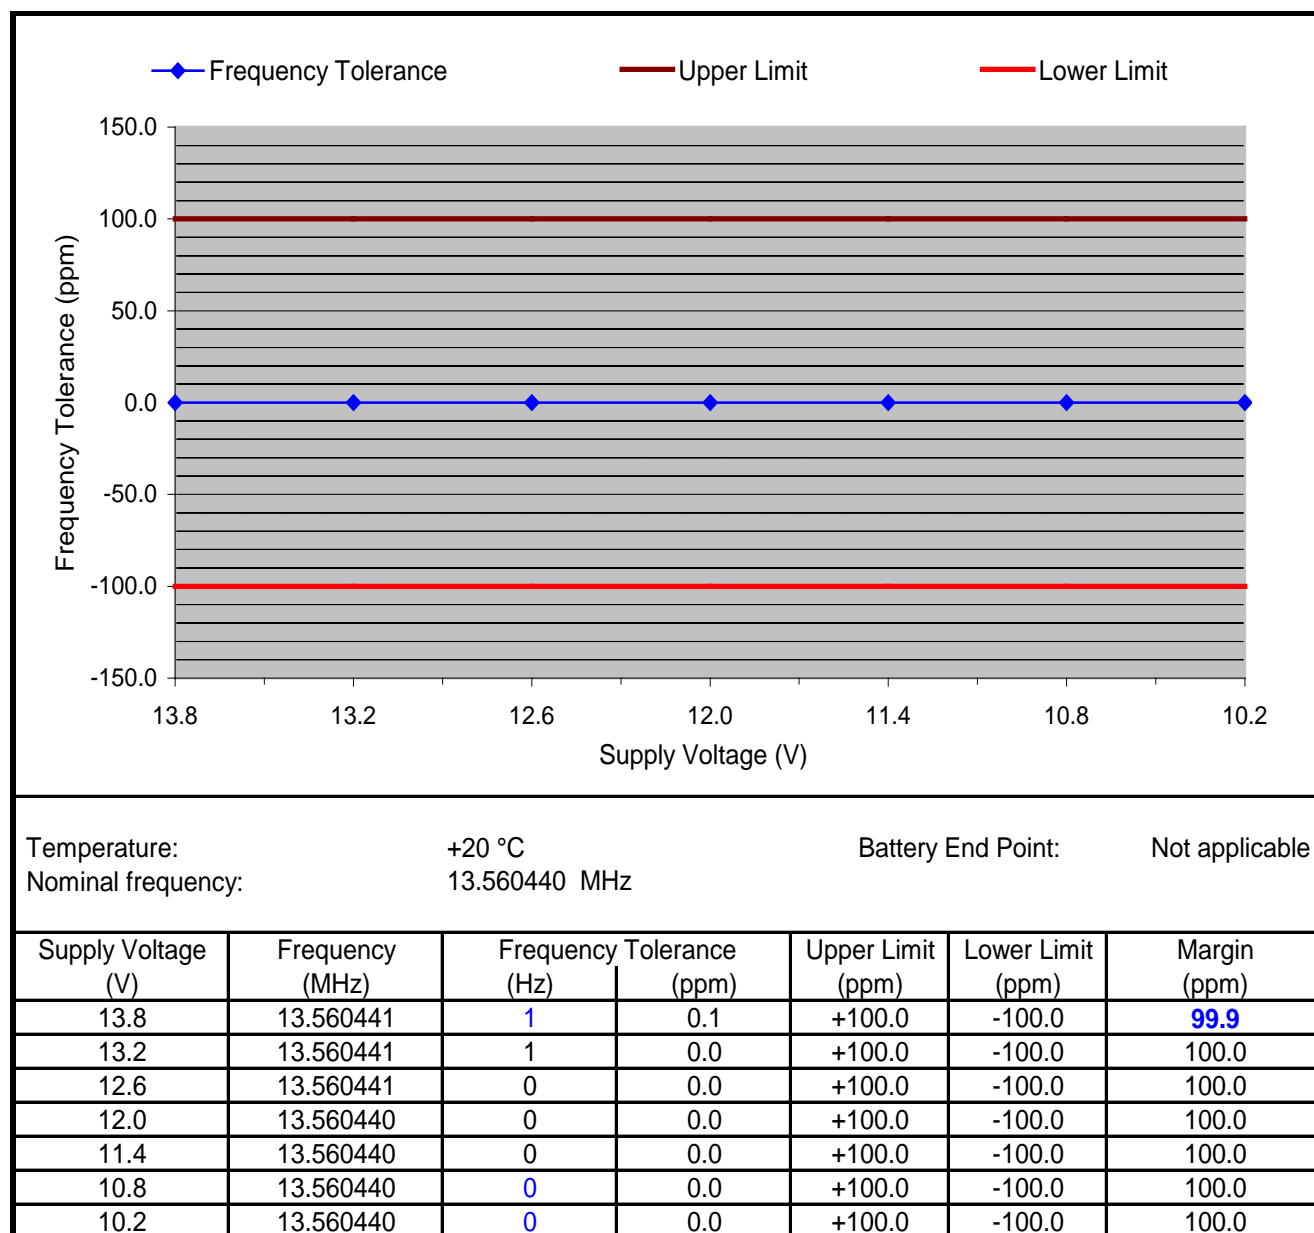 Frequency Tolerance Upper Limit Lower Limit
150.0
100.0
50.0
0.0
-50.0
-100.0
-150.0
Frequency Tolerance (ppm)
13.8 13.2 12.6 12.0 11.4 10.8 10.2
Supply Voltage (V)
Temperature: +20 °C Battery End Point: Not applicable
Nominal frequency: 13.560440 MHz
Supply Voltage Frequency Frequency Tolerance Upper Limit Lower Limit Margin
(V) (MHz) (Hz) (ppm) (ppm) (ppm) (ppm)
13.8 13.560441 1 0.1 +100.0 -100.0 99.9
13.2 13.560441 1 0.0 +100.0 -100.0 100.0
12.6 13.560441 0 0.0 +100.0 -100.0 100.0
12.0 13.560440 0 0.0 +100.0 -100.0 100.0
11.4 13.560440 0 0.0 +100.0 -100.0 100.0
10.8 13.560440 0 0.0 +100.0 -100.0 100.0
10.2 13.560440 0 0.0 +100.0 -100.0 100.0